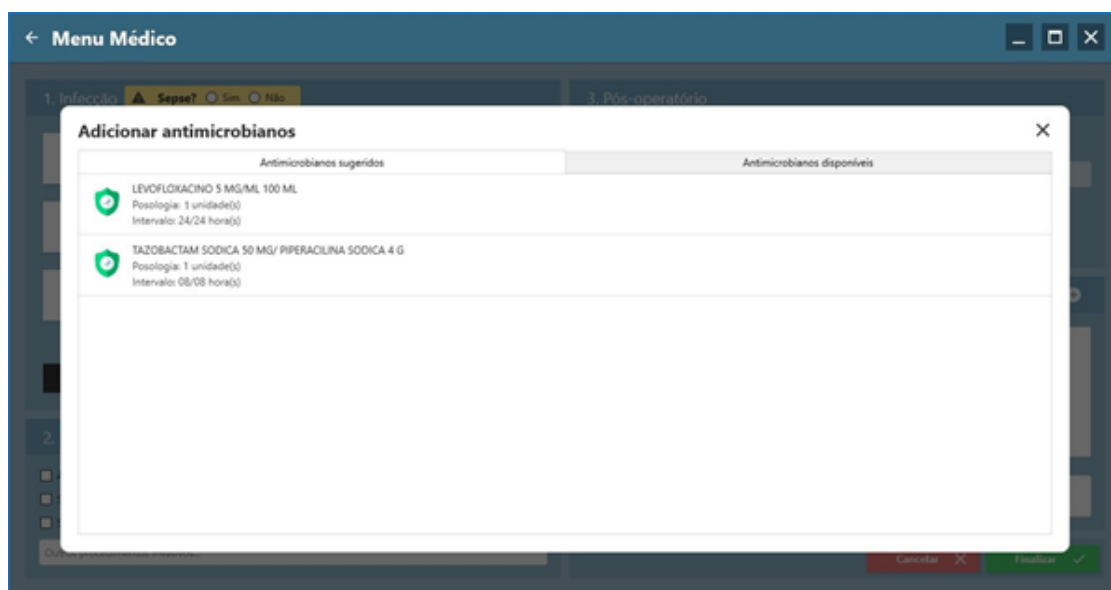 Menu Médico
1. Infecção
Sepse? Sim Não
3. Pós-operatório
Adicionar antimicrobianos
Antimicrobianos sugeridos
Antimicrobianos disponíveis
LEVOFLOXACINO 5 MG/ML 100 ML
Posologia: 1 unidade(s)
Intervalo: 24/24 hora(s)
TAZOBACTAM SODICA 50 MG/ PIPERACILINA SODICA 4 G
Posologia: 1 unidade(s)
Intervalo: 08/08 hora(s)
2.
Cancelar
Finalizar